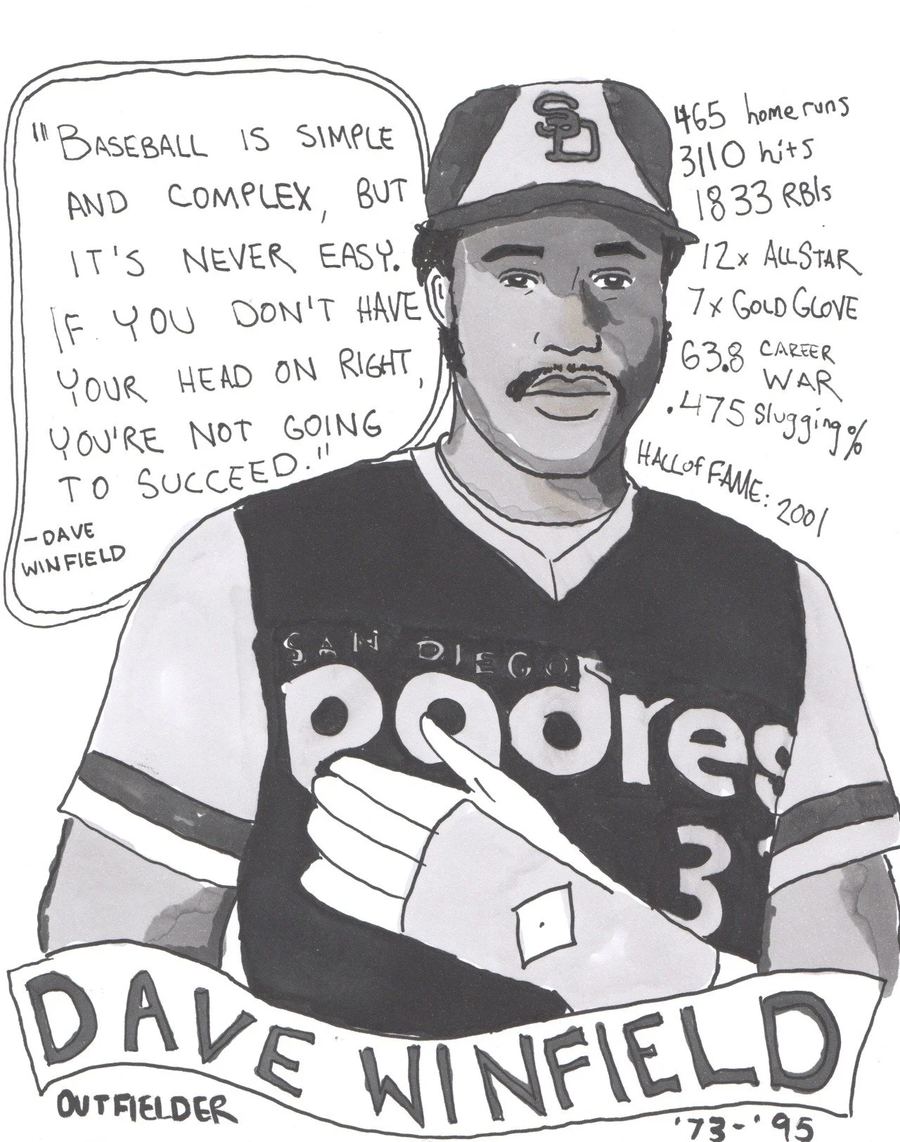 "BASEBALL IS SIMPLE
AND COMPLEX, BUT
IT'S NEVER EASY.
IF YOU DON'T HAVE
YOUR HEAD ON RIGHT,
YOU'RE NOT GOING
TO SUCCEED."
-DAVE
WINFIELD
SD
465 home runs
3110 hits
1833 RBIs
12x ALLSTAR
7x GOLD GLOVE
63.8 CAREER
WAR
.475 Slugging %
HALL of FAME: 2001
SAN DIEGO
padres
3
DAVE WINFIELD
OUTFIELDER
'73-'95